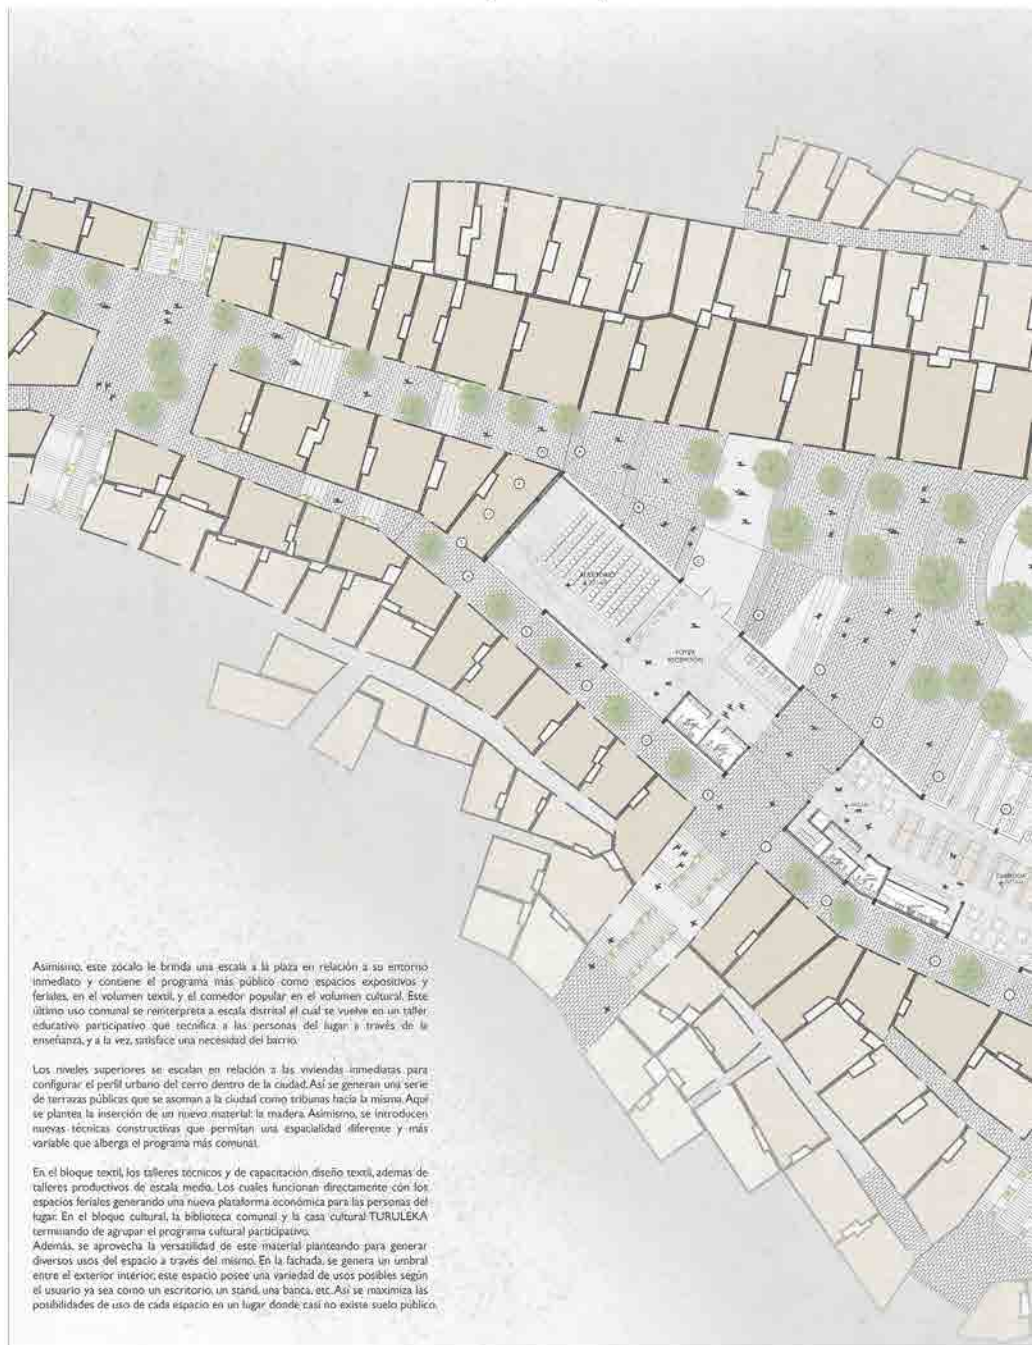 AUDITORIO
FOYER
RECEPCIÓN
COMEDOR
Asimismo, este zócalo le brinda una escala a la plaza en relación a su entorno
inmediato y contiene el programa más público como espacios expositivos y
feriales, en el volumen textil, y el comedor popular en el volumen cultural. Este
último uso comunal se reinterpreta a escala distrital el cual se vuelve en un taller
educativo participativo que tecnifica a las personas del lugar a través de la
enseñanza, y a la vez, satisface una necesidad del barrio.
Los niveles superiores se escalan en relación a las viviendas inmediatas para
configurar el perfil urbano del cerro dentro de la ciudad. Así se generan una serie
de terrazas públicas que se asoman a la ciudad como tribunas hacia la misma. Aquí
se plantea la inserción de un nuevo material: la madera. Asimismo, se introducen
nuevas técnicas constructivas que permitan una espacialidad diferente y más
variable que alberga el programa más comunal.
En el bloque textil, los talleres técnicos y de capacitación diseño textil, ademas de
talleres productivos de escala media. Los cuales funcionan directamente con los
espacios feriales generando una nueva plataforma económica para las personas del
lugar. En el bloque cultural, la biblioteca comunal y la casa cultural TURULEKA
terminando de agrupar el programa cultural participativo.
Además, se aprovecha la versatilidad de este material planteando para generar
diversos usos del espacio a través del mismo. En la fachada, se genera un umbral
entre el exterior interior, este espacio posee una variedad de usos posibles según
el usuario ya sea como un escritorio, un stand, una banca, etc. Así se maximiza las
posibilidades de uso de cada espacio en un lugar donde casi no existe suelo público.